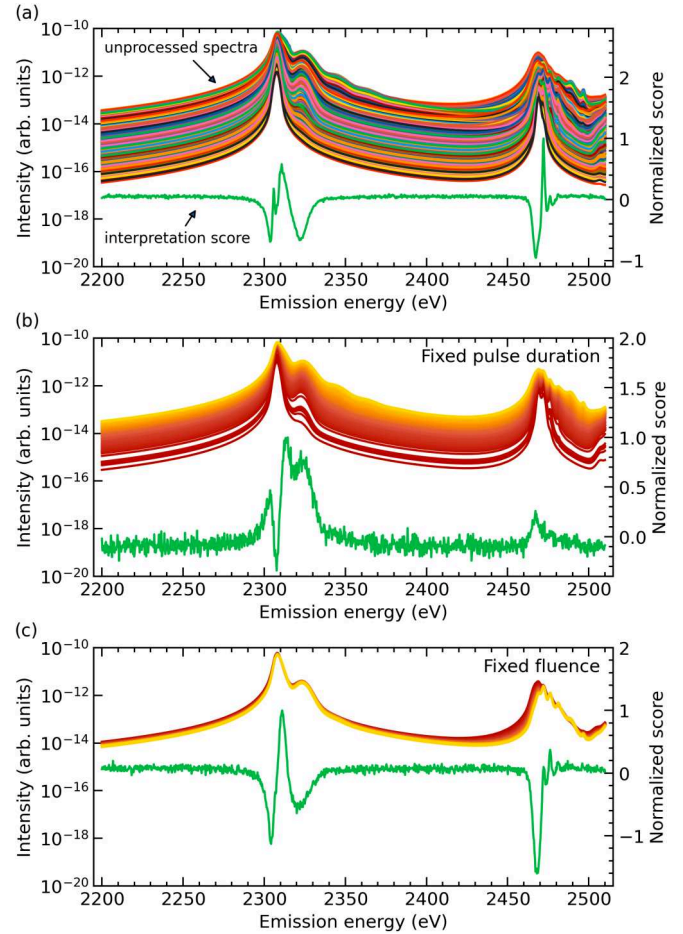 (a)
10⁻¹⁰
10⁻¹²
10⁻¹⁴
10⁻¹⁶
10⁻¹⁸
10⁻²⁰
Intensity (arb. units)
unprocessed spectra
interpretation score
2
1
0
−1
Normalized score
2200 2250 2300 2350 2400 2450 2500
Emission energy (eV)
(b)
10⁻¹⁰
10⁻¹²
10⁻¹⁴
10⁻¹⁶
10⁻¹⁸
10⁻²⁰
Intensity (arb. units)
Fixed pulse duration
2.0
1.5
1.0
0.5
0.0
Normalized score
2200 2250 2300 2350 2400 2450 2500
Emission energy (eV)
(c)
10⁻¹⁰
10⁻¹²
10⁻¹⁴
10⁻¹⁶
10⁻¹⁸
10⁻²⁰
Intensity (arb. units)
Fixed fluence
2
1
0
−1
Normalized score
2200 2250 2300 2350 2400 2450 2500
Emission energy (eV)